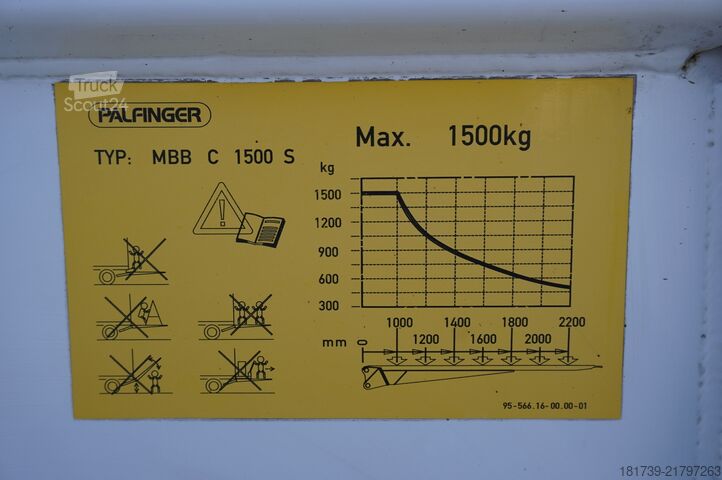 Truck
Scout24
PALFINGER
TYP: MBB C 1500 S
Max. 1500kg
kg
1500
1200
900
600
300
1000 1400 1800 2200
mm 0 1200 1600 2000
95-566.16-00.00-01
181739-21797263